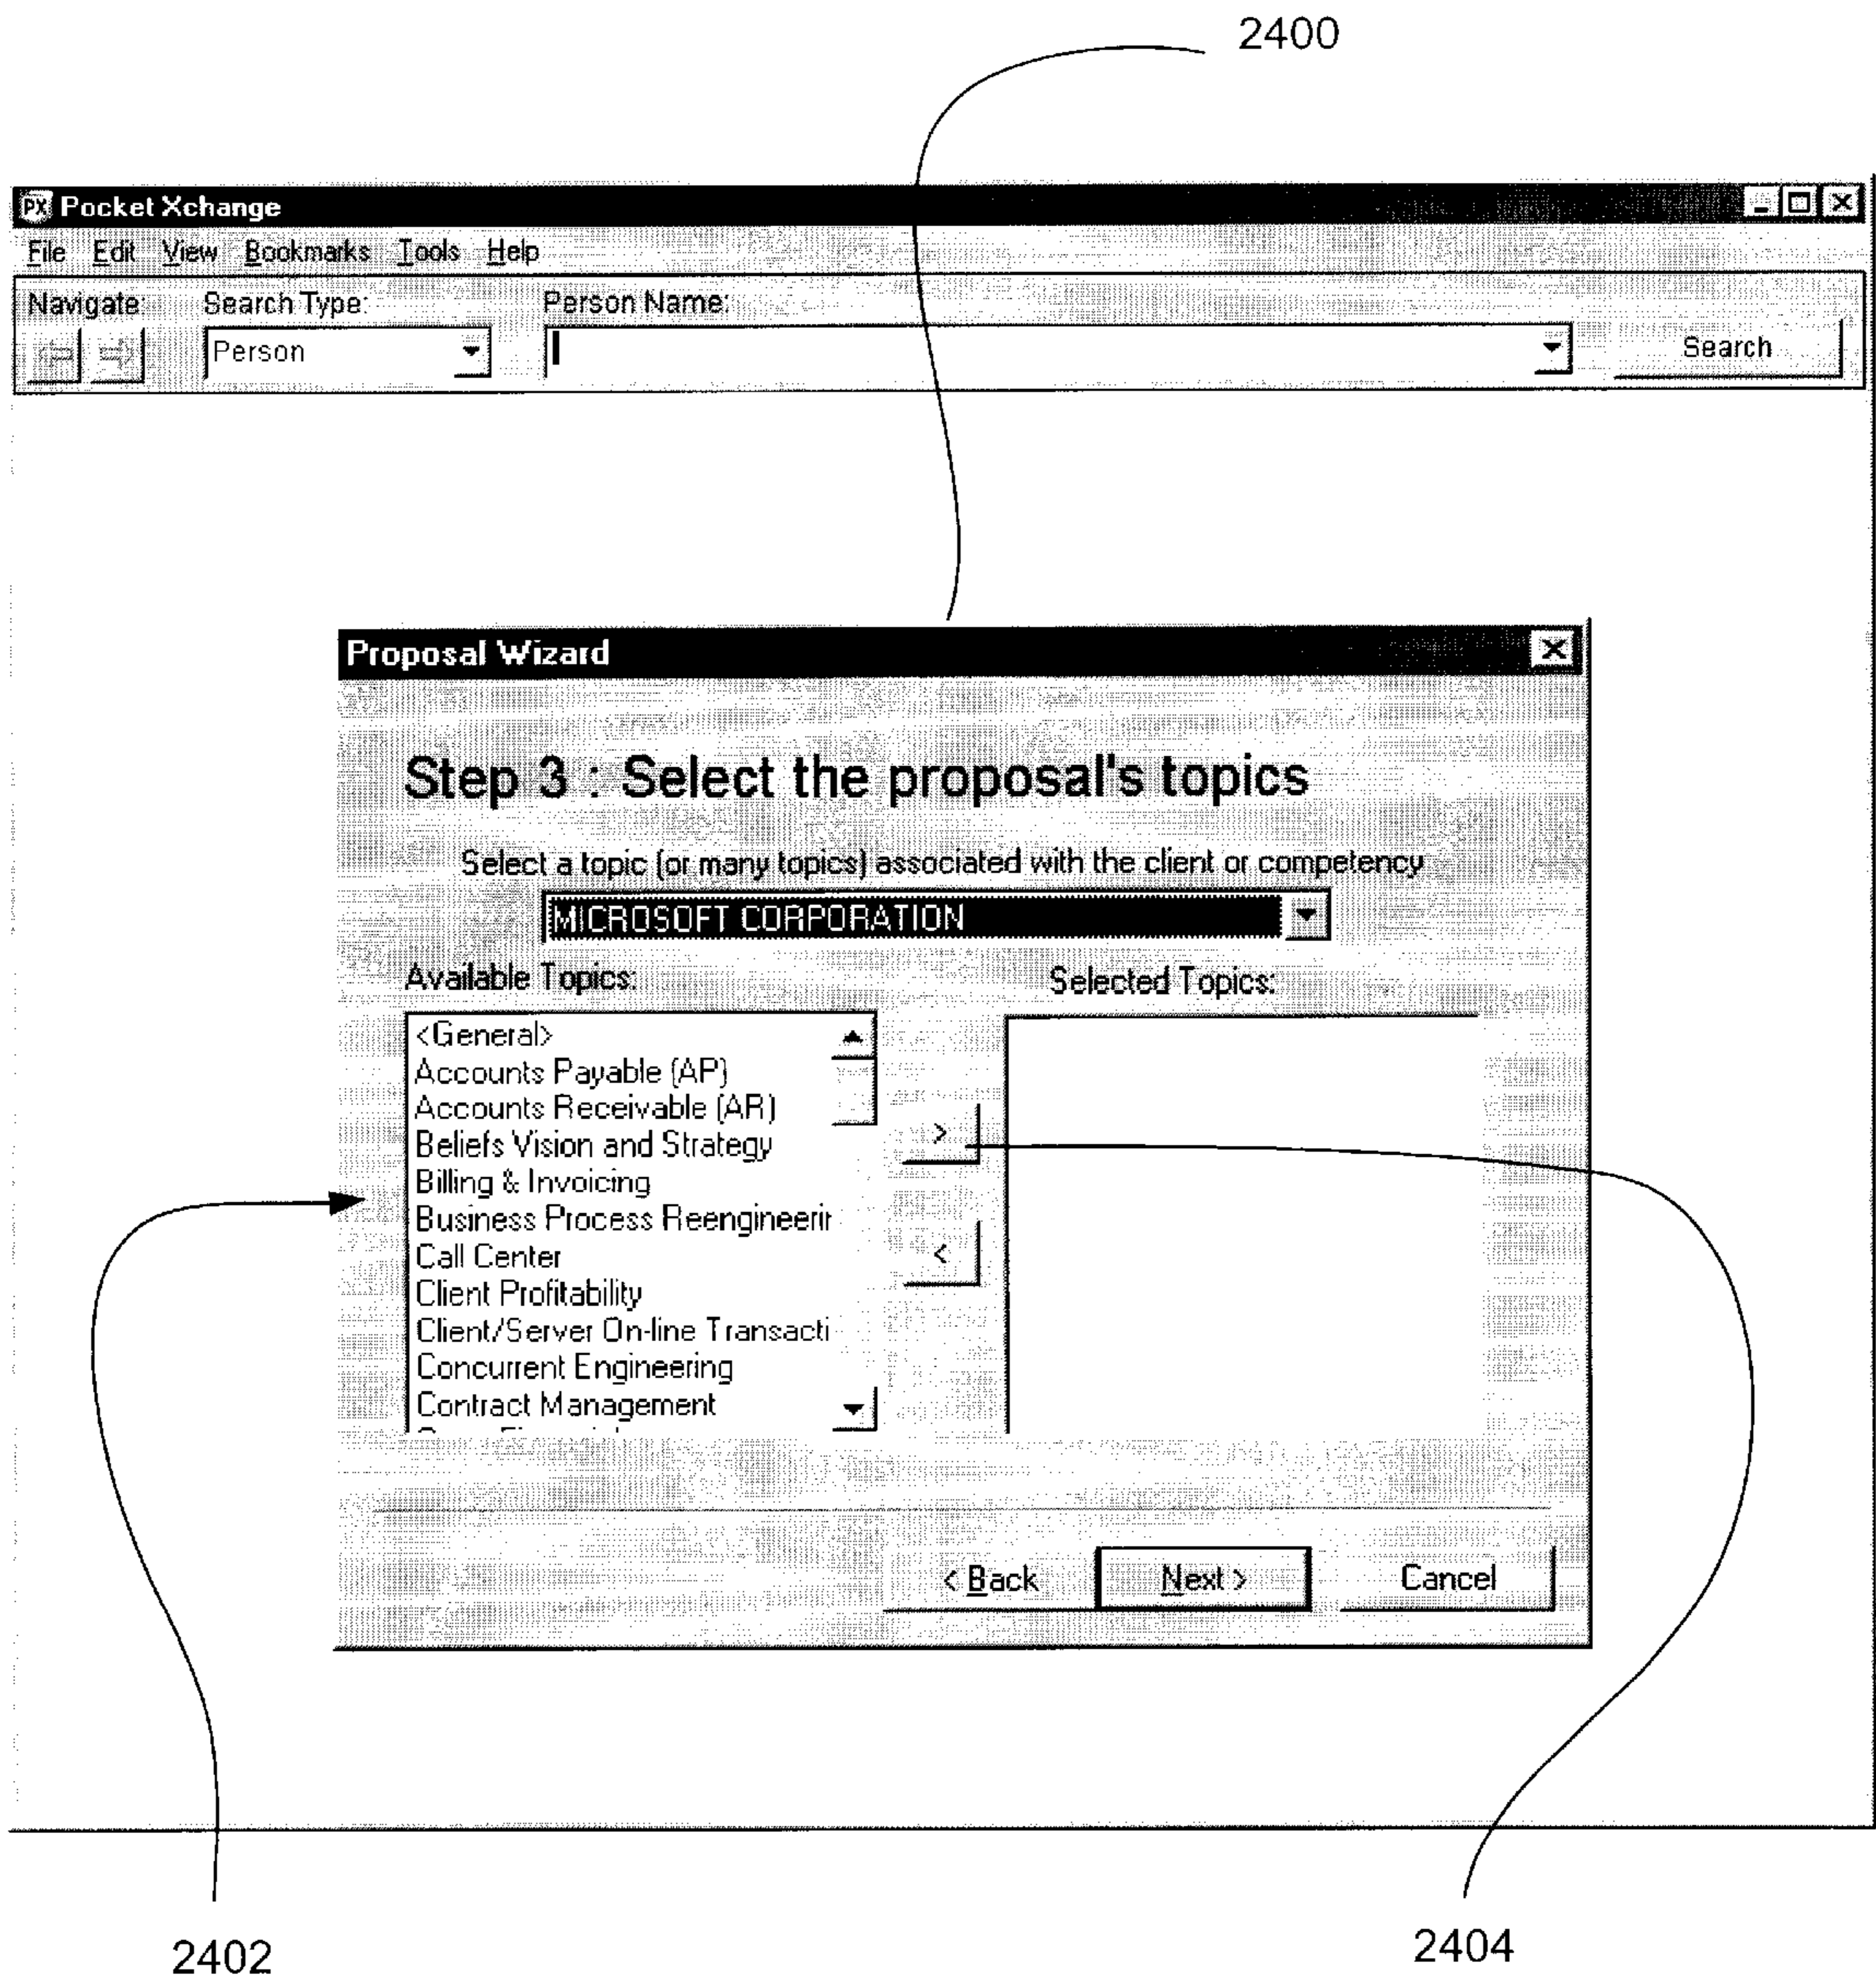 2400
PX Pocket Xchange
File Edit View Bookmarks Tools Help
Navigate: Search Type: Person Name:
Person Search
Proposal Wizard
Step 3 : Select the proposal's topics
Select a topic (or many topics) associated with the client or competency
MICROSOFT CORPORATION
Available Topics: Selected Topics:
<General>
Accounts Payable (AP)
Accounts Receivable (AR)
Beliefs Vision and Strategy
>
Billing & Invoicing
Business Process Reengineerir
Call Center
<
Client Profitability
Client/Server On-line Transacti
Concurrent Engineering
Contract Management
< Back Next > Cancel
2402 2404